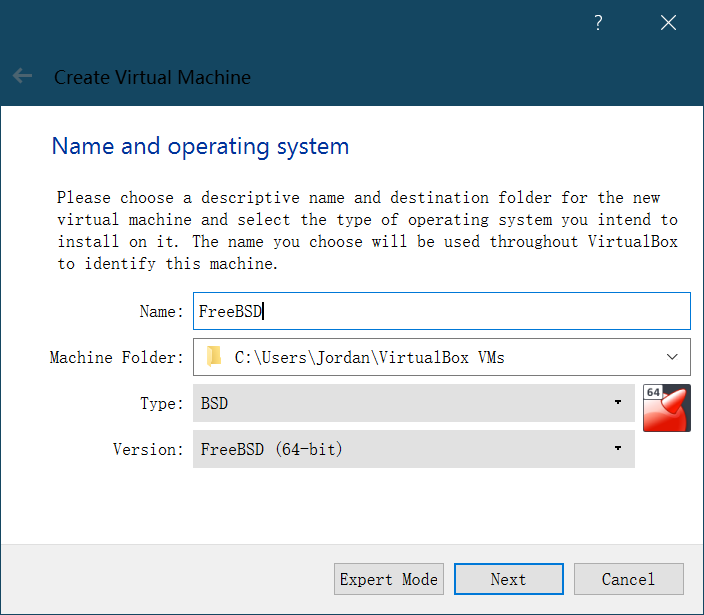 ?
Create Virtual Machine
Name and operating system
Please choose a descriptive name and destination folder for the new
virtual machine and select the type of operating system you intend to
install on it. The name you choose will be used throughout VirtualBox
to identify this machine.
Name: FreeBSD
Machine Folder: C:\Users\Jordan\VirtualBox VMs
Type: BSD
64
Version: FreeBSD (64-bit)
Expert Mode Next Cancel